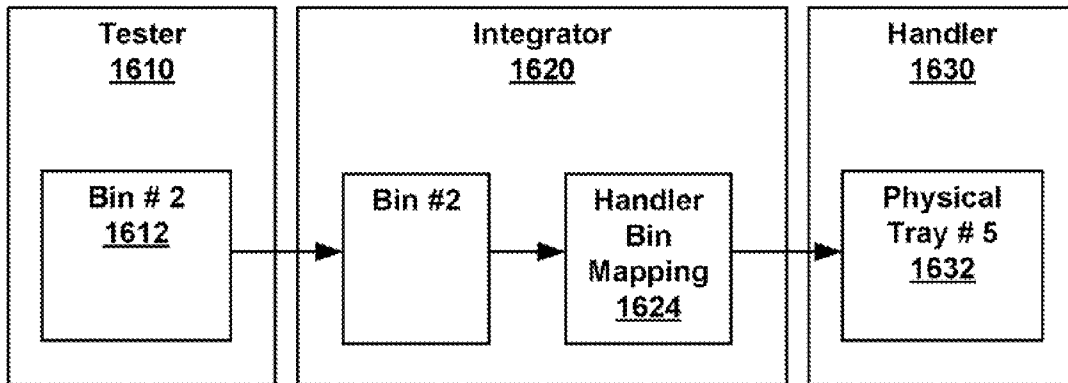 Tester
1610
Integrator
1620
Handler
1630
Bin # 2
1612
Bin #2
Handler
Bin
Mapping
1624
Physical
Tray # 5
1632